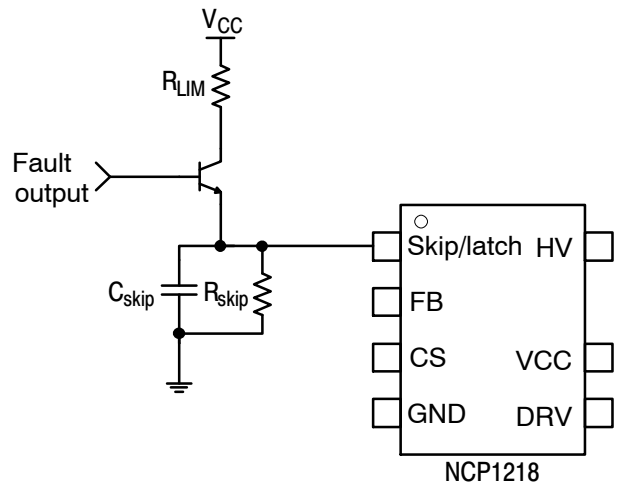 VCC
RLIM
Fault
output
Cskip
Rskip
Skip/latch HV
FB
CS VCC
GND DRV
NCP1218